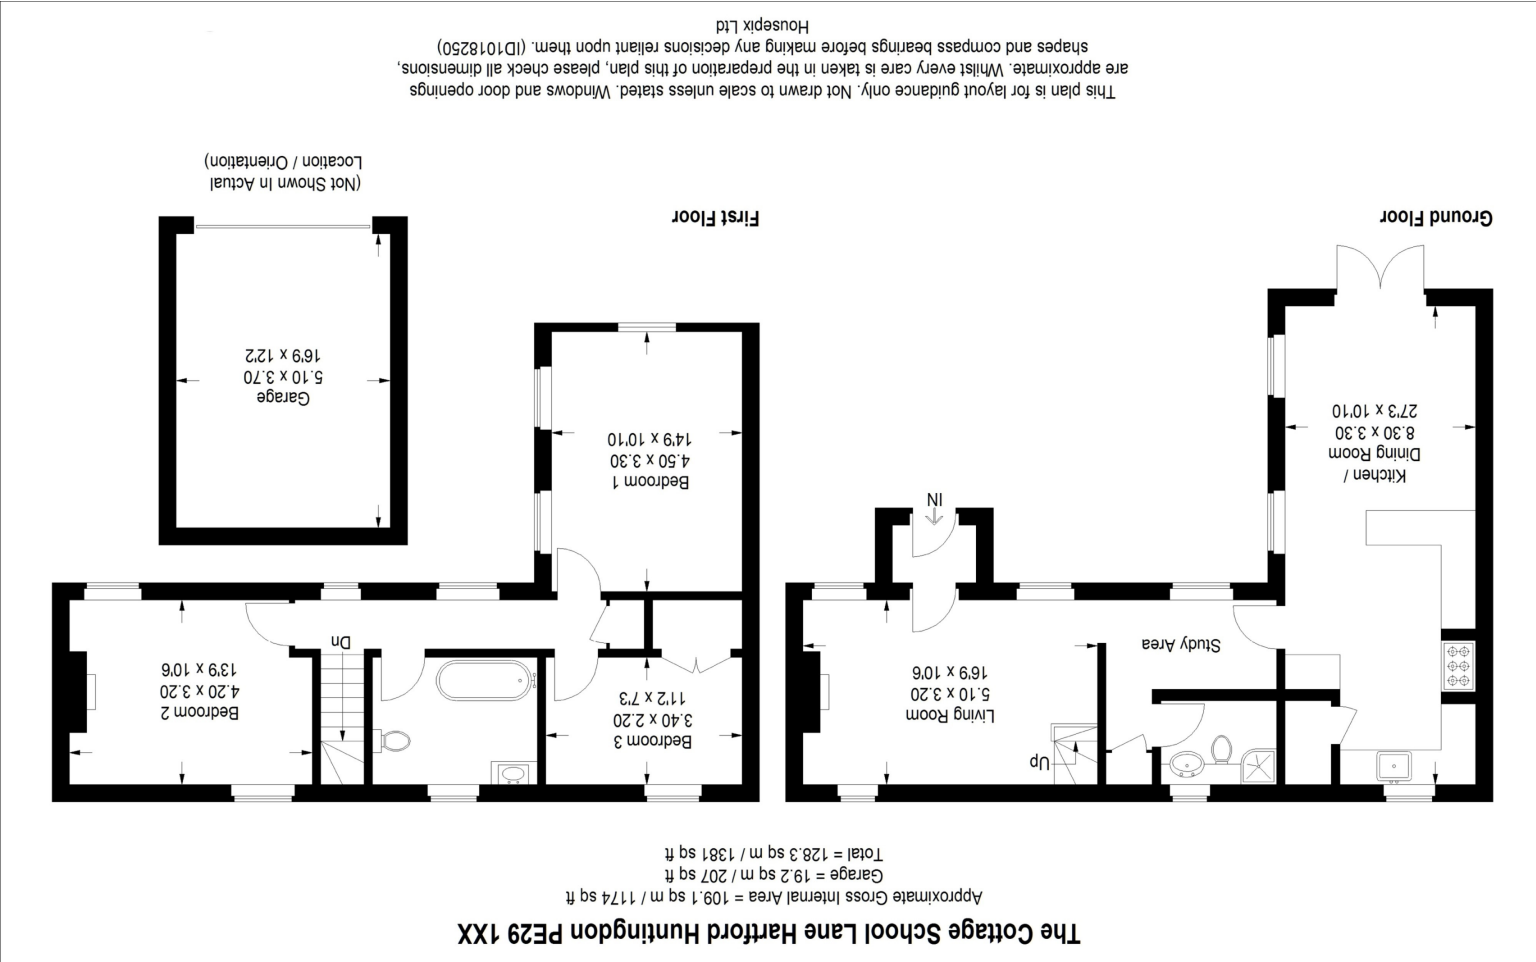 The Cottage School Lane Hartford Huntingdon PE29 1XX
Approximate Gross Internal Area = 109.1 sq m / 1174 sq ft
Garage = 19.2 sq m / 207 sq ft
Total = 128.3 sq m / 1381 sq ft
Up
Living Room
5.10 x 3.20
16'9 x 10'6
Study Area
IN
Kitchen /
Dining Room
8.30 x 3.30
27'3 x 10'10
Ground Floor
Bedroom 3
3.40 x 2.20
11'2 x 7'3
Bedroom 2
4.20 x 3.20
13'9 x 10'6
Dn
Bedroom 1
4.50 x 3.30
14'9 x 10'10
First Floor
Garage
5.10 x 3.70
16'9 x 12'2
(Not Shown In Actual
Location / Orientation)
This plan is for layout guidance only. Not drawn to scale unless stated. Windows and door openings
are approximate. Whilst every care is taken in the preparation of this plan, please check all dimensions,
shapes and compass bearings before making any decisions reliant upon them. (ID1018250)
Housepix Ltd